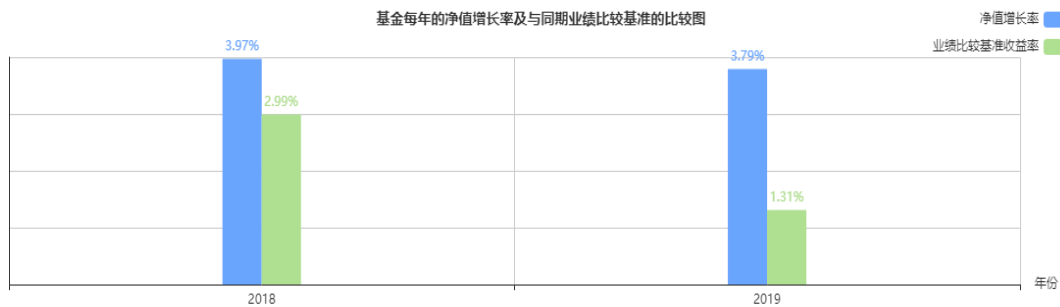 基金每年的净值增长率及与同期业绩比较基准的比较图
净值增长率
业绩比较基准收益率
3.97%
2.99%
3.79%
1.31%
年份
2018
2019